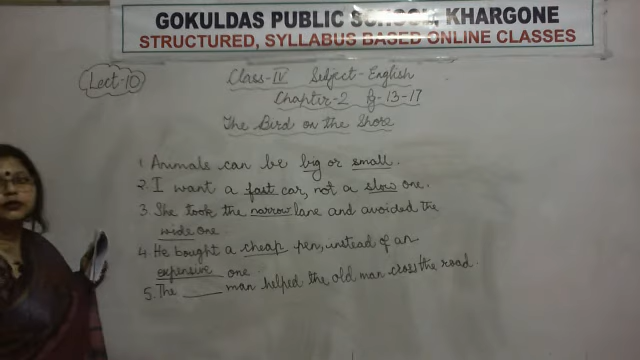 GOKULDAS PUBLIC SCHOOL, KHARGONE
STRUCTURED, SYLLABUS BASED ONLINE CLASSES
Lect-10
Class-IV Subject-English
Chapter-2 Pg-13-17
The Bird on the Shore
1. Animals can be big or small.
2. I want a fast car, not a slow one.
3. She took the narrow lane and avoided the
wide one.
4. He bought a cheap pen, instead of an
expensive one.
5. The ____ man helped the old man cross the road.